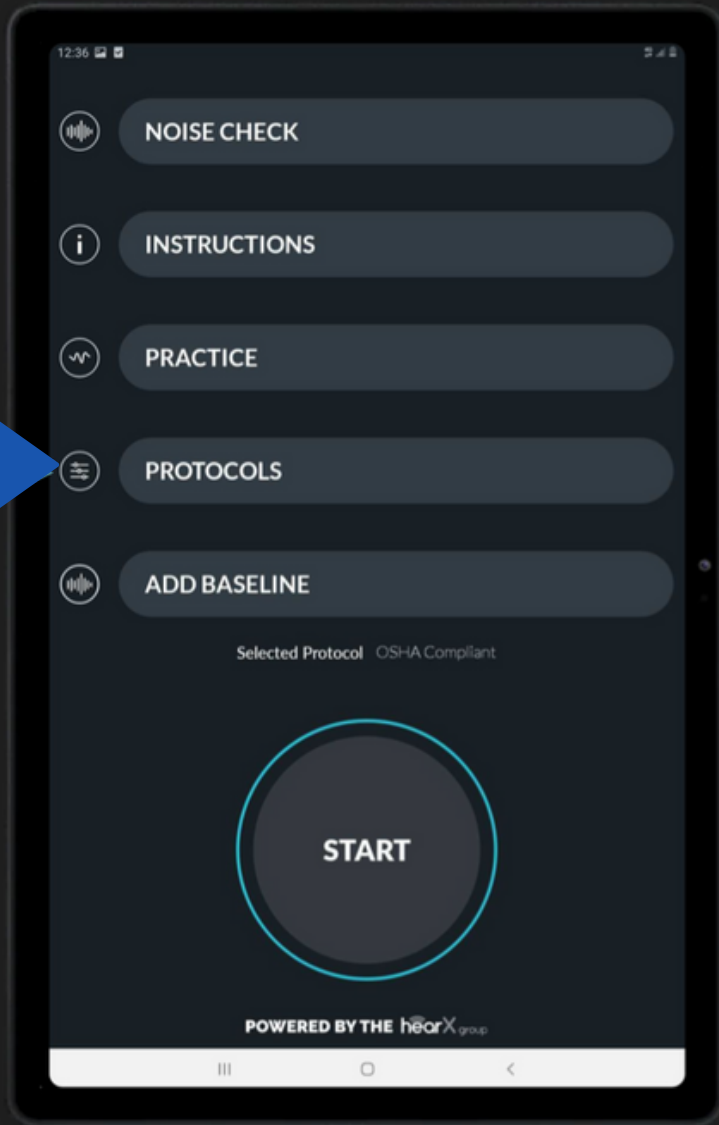 12:36
NOISE CHECK
INSTRUCTIONS
PRACTICE
PROTOCOLS
ADD BASELINE
Selected Protocol OSHA Compliant
START
POWERED BY THE hearX group